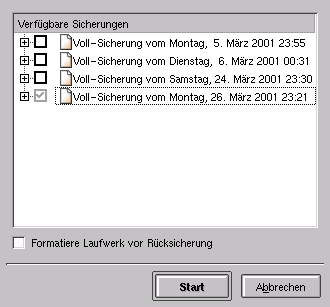 Verfügbare Sicherungen
Voll-Sicherung vom Montag, 5. März 2001 23:55
Voll-Sicherung vom Dienstag, 6. März 2001 00:31
Voll-Sicherung vom Samstag, 24. März 2001 23:30
Voll-Sicherung vom Montag, 26. März 2001 23:21
Formatiere Laufwerk vor Rücksicherung
Start
Abbrechen